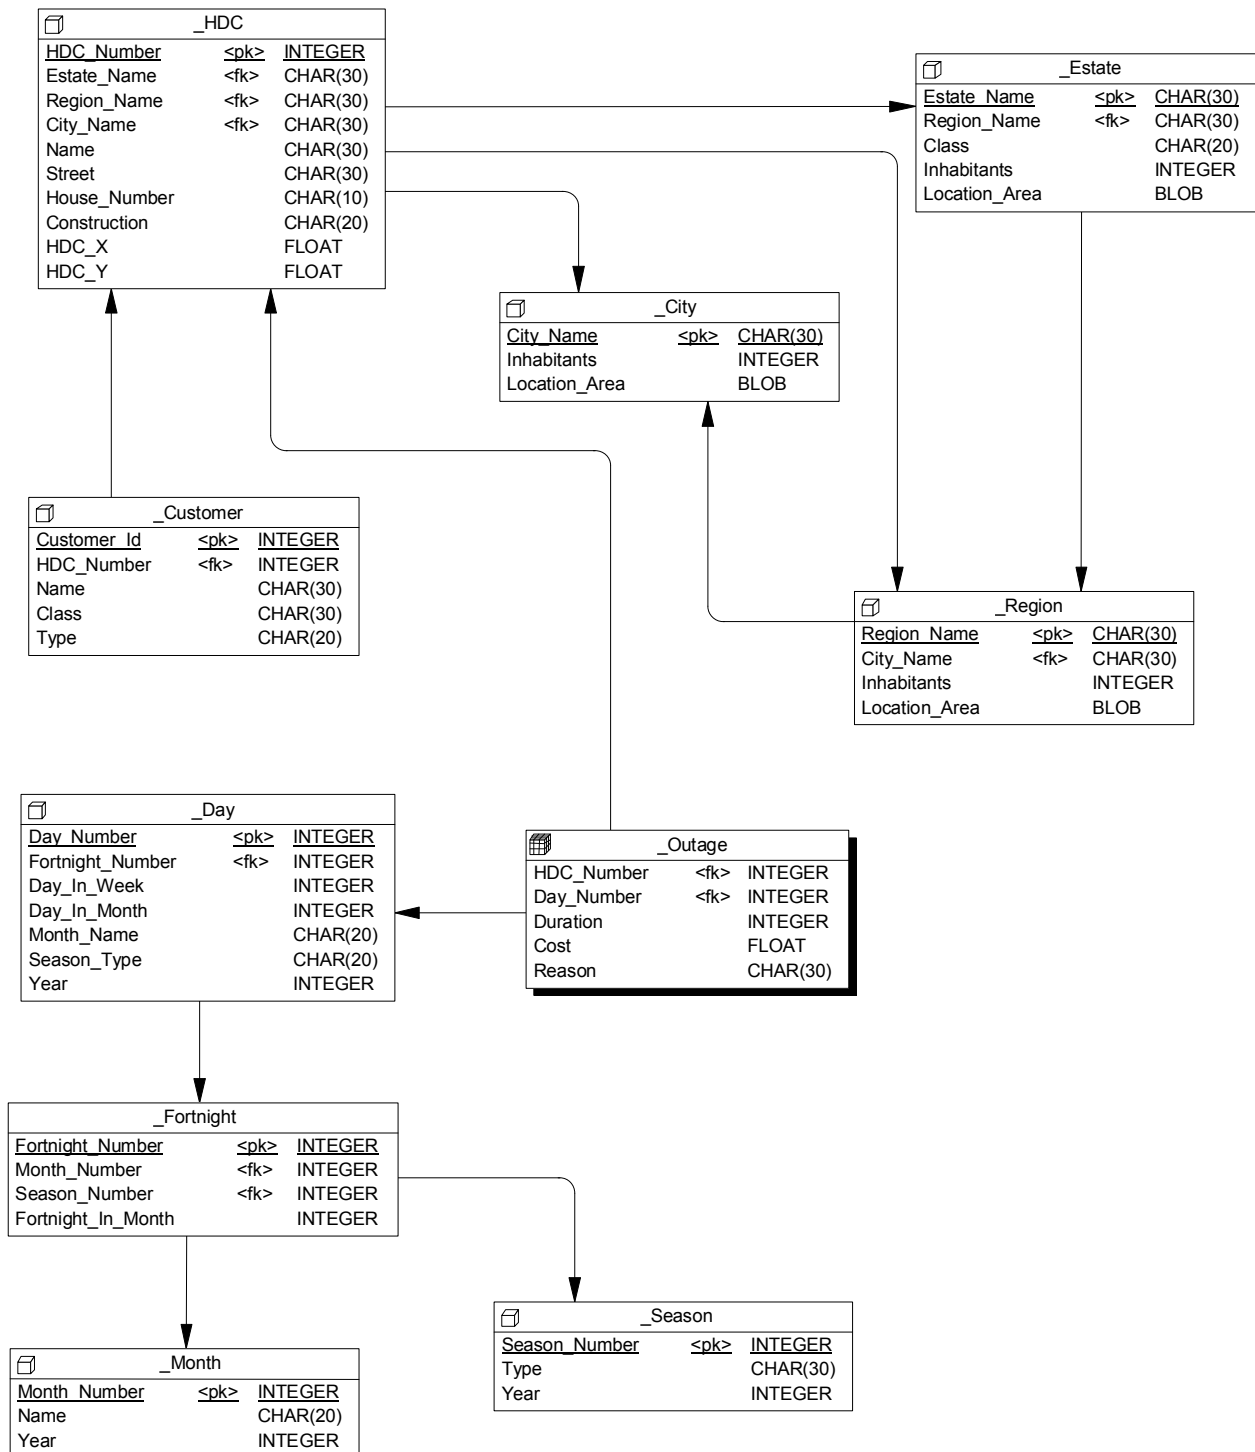 _HDC
HDC_Number <pk> INTEGER
Estate_Name <fk> CHAR(30)
Region_Name <fk> CHAR(30)
City_Name <fk> CHAR(30)
Name CHAR(30)
Street CHAR(30)
House_Number CHAR(10)
Construction CHAR(20)
HDC_X FLOAT
HDC_Y FLOAT
_Estate
Estate_Name <pk> CHAR(30)
Region_Name <fk> CHAR(30)
Class CHAR(20)
Inhabitants INTEGER
Location_Area BLOB
_City
City_Name <pk> CHAR(30)
Inhabitants INTEGER
Location_Area BLOB
_Customer
Customer_Id <pk> INTEGER
HDC_Number <fk> INTEGER
Name CHAR(30)
Class CHAR(30)
Type CHAR(20)
_Region
Region_Name <pk> CHAR(30)
City_Name <fk> CHAR(30)
Inhabitants INTEGER
Location_Area BLOB
_Day
Day_Number <pk> INTEGER
Fortnight_Number <fk> INTEGER
Day_In_Week INTEGER
Day_In_Month INTEGER
Month_Name CHAR(20)
Season_Type CHAR(20)
Year INTEGER
_Outage
HDC_Number <fk> INTEGER
Day_Number <fk> INTEGER
Duration INTEGER
Cost FLOAT
Reason CHAR(30)
_Fortnight
Fortnight_Number <pk> INTEGER
Month_Number <fk> INTEGER
Season_Number <fk> INTEGER
Fortnight_In_Month INTEGER
_Season
Season_Number <pk> INTEGER
Type CHAR(30)
Year INTEGER
_Month
Month_Number <pk> INTEGER
Name CHAR(20)
Year INTEGER